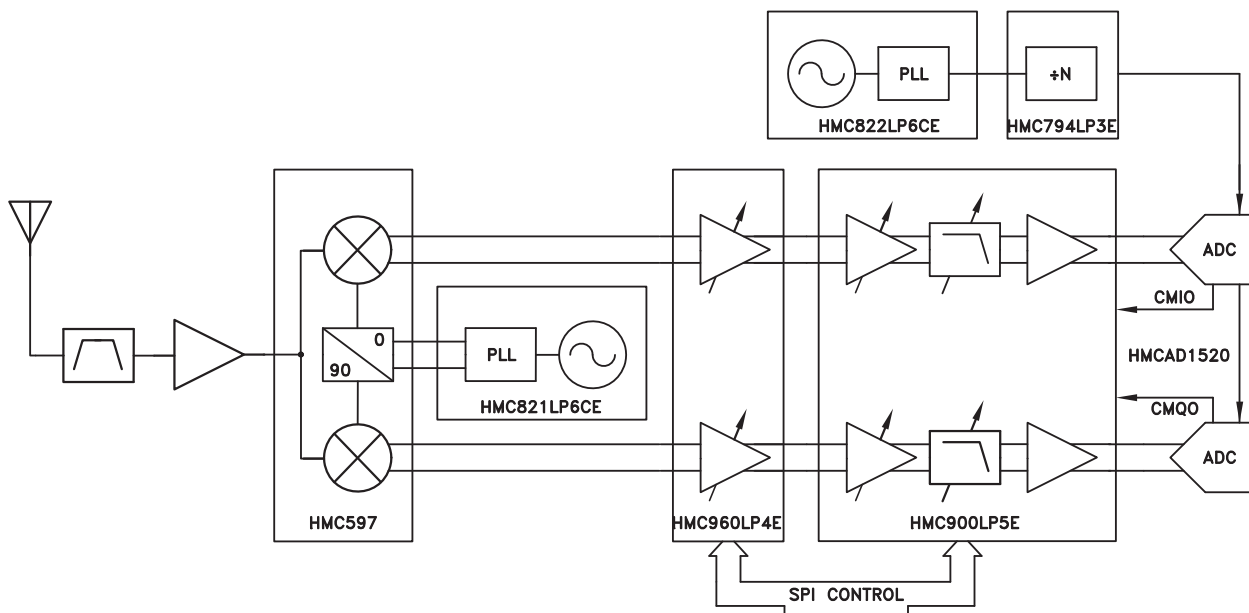 PLL
÷N
HMC822LP6CE
HMC794LP3E
ADC
CMIO
0
90
PLL
HMC821LP6CE
HMCAD1520
CMQO
ADC
HMC597
HMC960LP4E
HMC900LP5E
SPI CONTROL